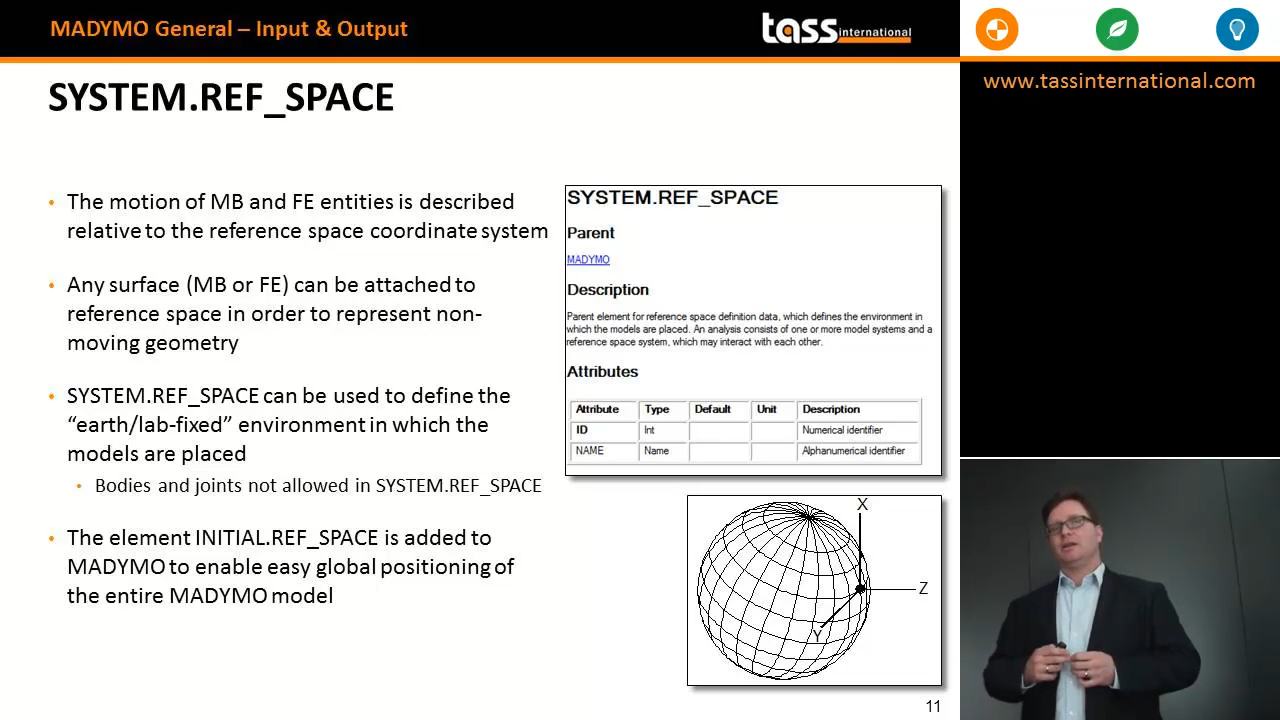 MADYMO General – Input & Output
tass international
www.tassinternational.com
SYSTEM.REF_SPACE
• The motion of MB and FE entities is described
relative to the reference space coordinate system
• Any surface (MB or FE) can be attached to
reference space in order to represent non-
moving geometry
• SYSTEM.REF_SPACE can be used to define the
“earth/lab-fixed” environment in which the
models are placed
• Bodies and joints not allowed in SYSTEM.REF_SPACE
• The element INITIAL.REF_SPACE is added to
MADYMO to enable easy global positioning of
the entire MADYMO model
SYSTEM.REF_SPACE
Parent
MADYMO
Description
Parent element for reference space definition data, which defines the environment in
which the models are placed. An analysis consists of one or more model systems and a
reference space system, which may interact with each other.
Attributes
Attribute Type Default Unit Description
ID Int Numerical identifier
NAME Name Alphanumerical identifier
X
Z
Y
11